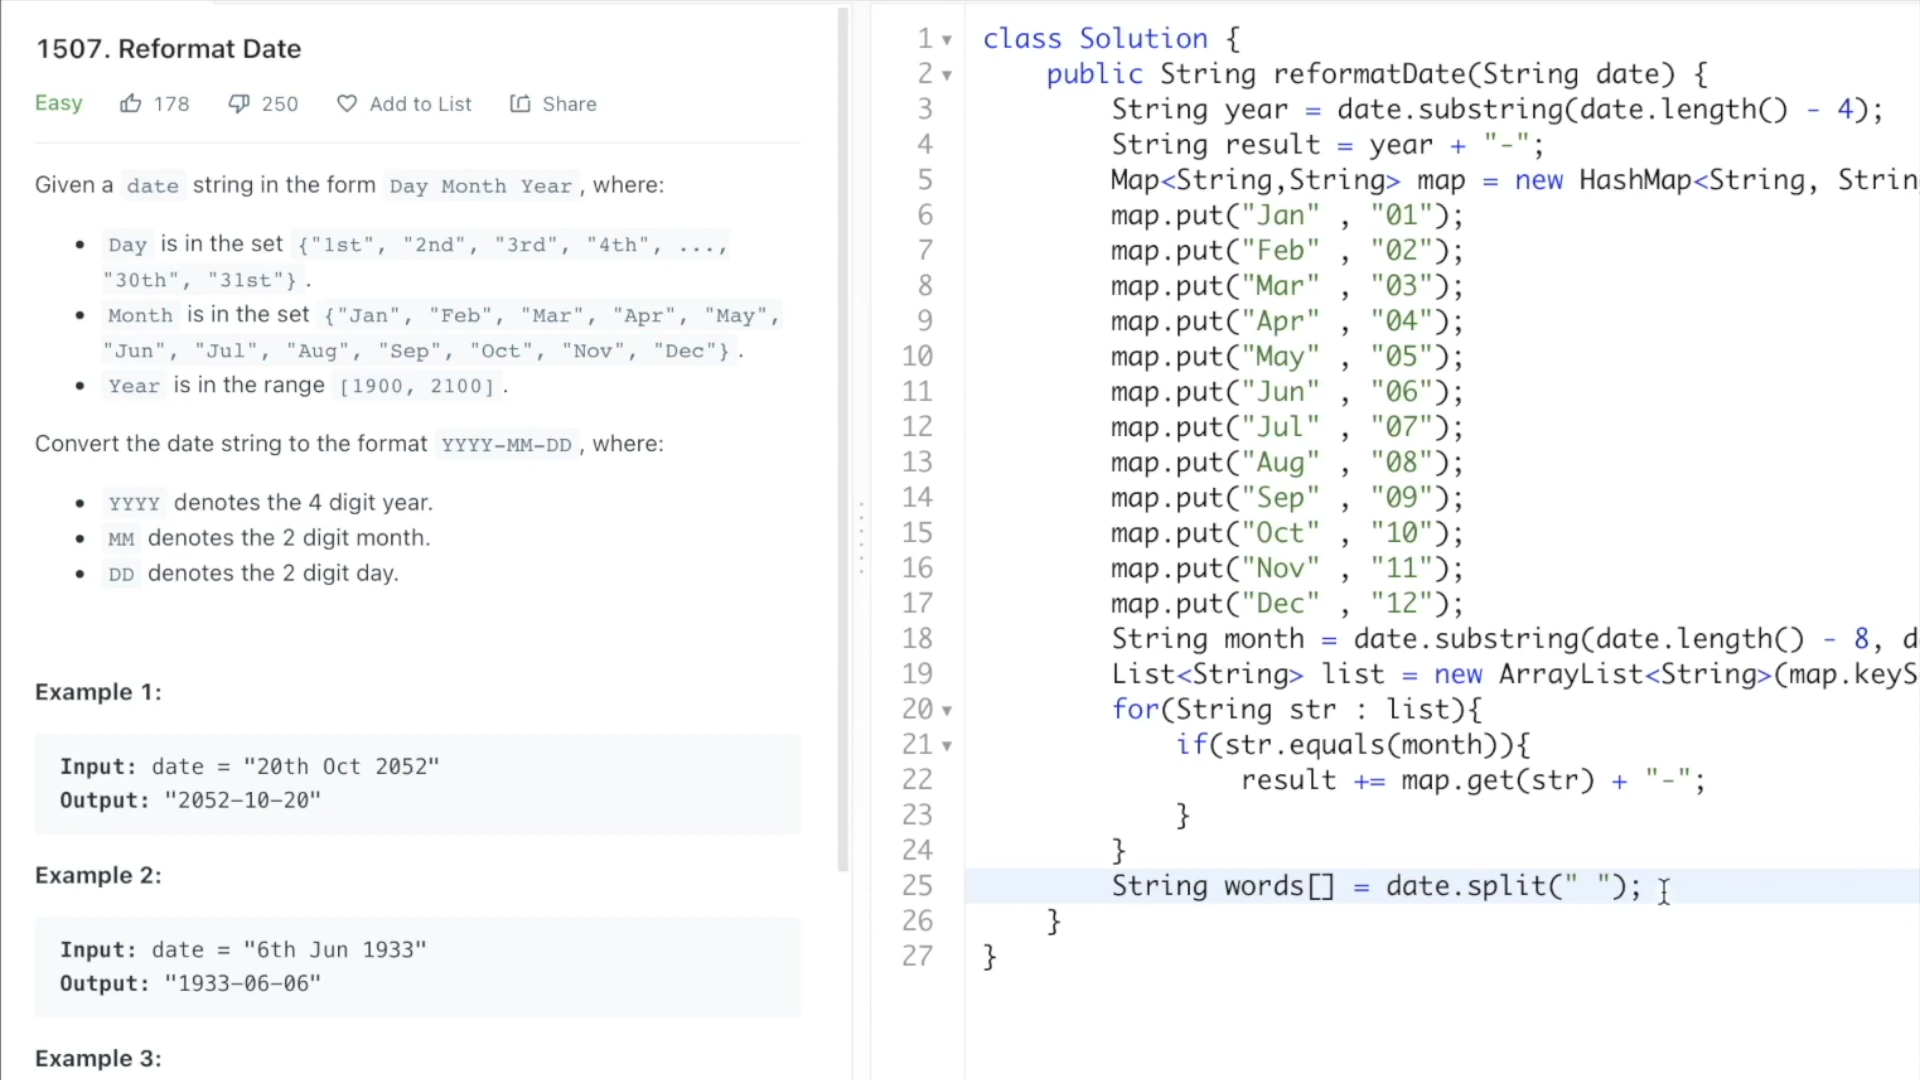 1507. Reformat Date
Easy 178 250 Add to List Share
Given a date string in the form Day Month Year, where:
• Day is in the set {"1st", "2nd", "3rd", "4th", ...,
"30th", "31st"}.
• Month is in the set {"Jan", "Feb", "Mar", "Apr", "May",
"Jun", "Jul", "Aug", "Sep", "Oct", "Nov", "Dec"}.
• Year is in the range [1900, 2100].
Convert the date string to the format YYYY-MM-DD, where:
• YYYY denotes the 4 digit year.
• MM denotes the 2 digit month.
• DD denotes the 2 digit day.
Example 1:
Input: date = "20th Oct 2052"
Output: "2052-10-20"
Example 2:
Input: date = "6th Jun 1933"
Output: "1933-06-06"
Example 3:
1 class Solution {
2 public String reformatDate(String date) {
3 String year = date.substring(date.length() - 4);
4 String result = year + "-";
5 Map<String,String> map = new HashMap<String, Strin
6 map.put("Jan" , "01");
7 map.put("Feb" , "02");
8 map.put("Mar" , "03");
9 map.put("Apr" , "04");
10 map.put("May" , "05");
11 map.put("Jun" , "06");
12 map.put("Jul" , "07");
13 map.put("Aug" , "08");
14 map.put("Sep" , "09");
15 map.put("Oct" , "10");
16 map.put("Nov" , "11");
17 map.put("Dec" , "12");
18 String month = date.substring(date.length() - 8, d
19 List<String> list = new ArrayList<String>(map.keyS
20 for(String str : list){
21 if(str.equals(month)){
22 result += map.get(str) + "-";
23 }
24 }
25 String words[] = date.split(" ");
26 }
27 }